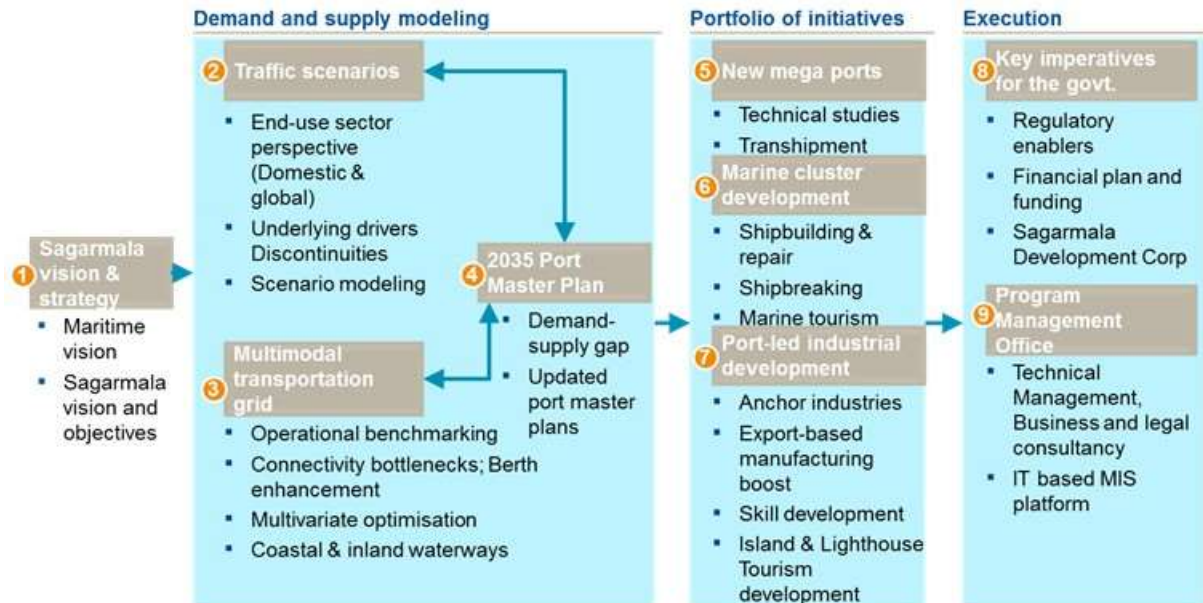 Demand and supply modeling
Portfolio of initiatives
Execution
1
Sagarmala
vision &
strategy
▪ Maritime
vision
▪ Sagarmala
vision and
objectives
2
Traffic scenarios
▪ End-use sector
perspective
(Domestic &
global)
▪ Underlying drivers
Discontinuities
▪ Scenario modeling
3
Multimodal
transportation
grid
▪ Operational benchmarking
▪ Connectivity bottlenecks; Berth
enhancement
▪ Multivariate optimisation
▪ Coastal & inland waterways
4
2035 Port
Master Plan
▪ Demand-
supply gap
▪ Updated
port master
plans
5
New mega ports
▪ Technical studies
▪ Transhipment
6
Marine cluster
development
▪ Shipbuilding &
repair
▪ Shipbreaking
▪ Marine tourism
7
Port-led industrial
development
▪ Anchor industries
▪ Export-based
manufacturing
boost
▪ Skill development
▪ Island & Lighthouse
Tourism
development
8
Key imperatives
for the govt.
▪ Regulatory
enablers
▪ Financial plan and
funding
▪ Sagarmala
Development Corp
9
Program
Management
Office
▪ Technical
Management,
Business and legal
consultancy
▪ IT based MIS
platform